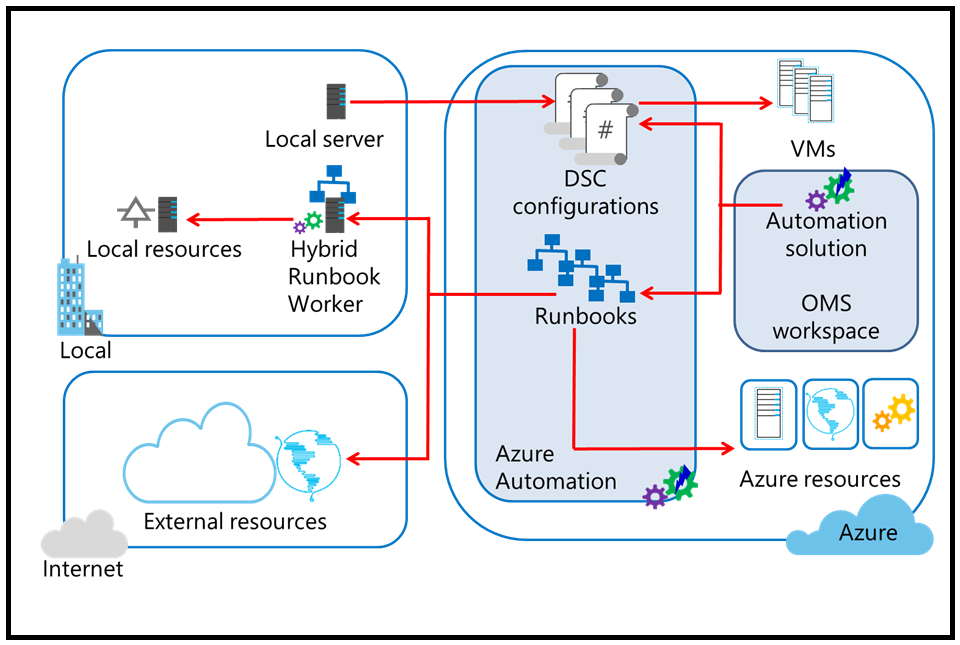 Local server
Local resources
Hybrid
Runbook
Worker
Local
External resources
Internet
#
DSC
configurations
Runbooks
Azure
Automation
VMs
Automation
solution
OMS
workspace
Azure resources
Azure